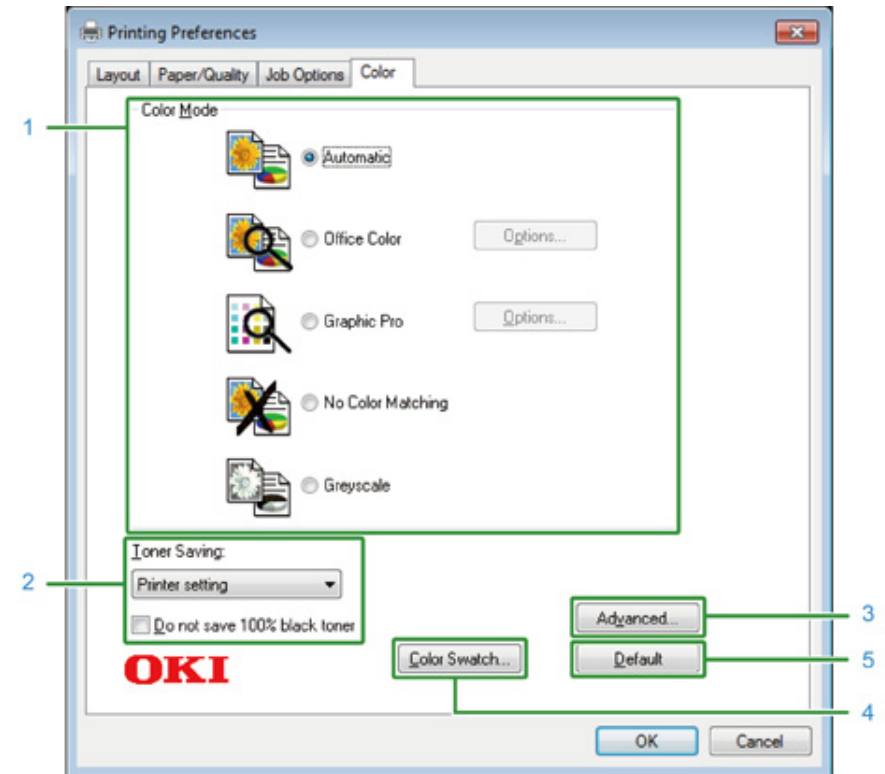 Printing Preferences
Layout Paper/Quality Job Options Color
Color Mode
1
Automatic
Office Color Options...
Graphic Pro Options...
No Color Matching
Greyscale
Toner Saving:
2 Printer setting
Do not save 100% black toner
Advanced... 3
OKI Color Swatch... Default 5
4
OK Cancel